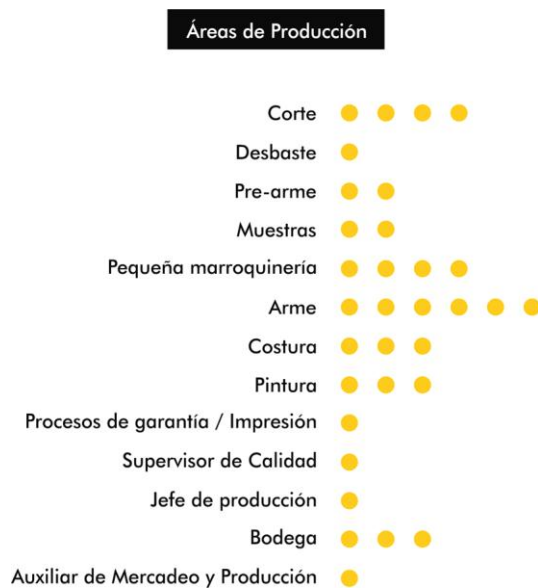 Áreas de Producción
Corte
Desbaste
Pre-arme
Muestras
Pequeña marroquinería
Arme
Costura
Pintura
Procesos de garantía / Impresión
Supervisor de Calidad
Jefe de producción
Bodega
Auxiliar de Mercadeo y Producción